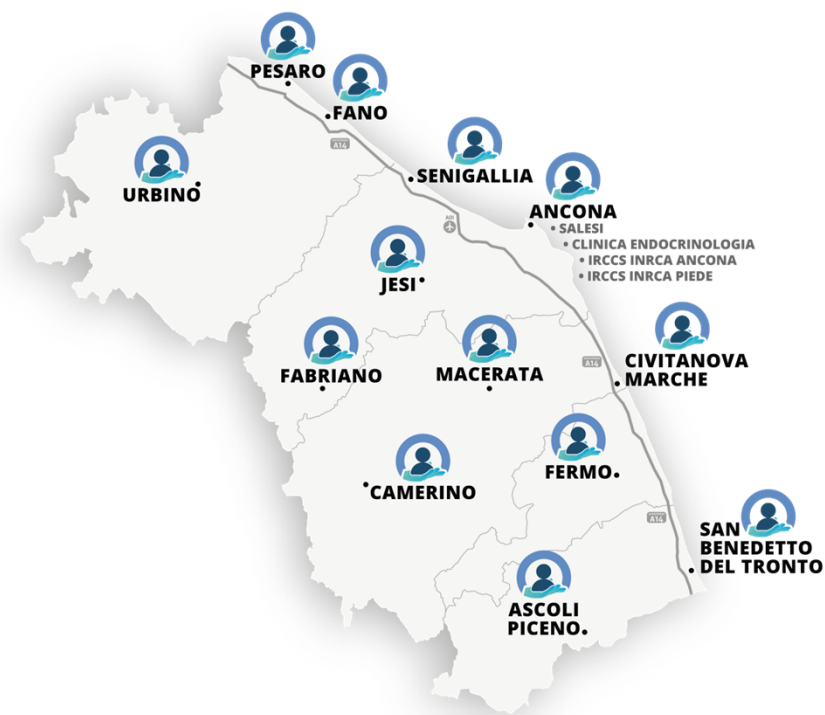 PESARO
FANO
A14
SENIGALLIA
URBINO
ANCONA
• SALESI
• CLINICA ENDOCRINOLOGIA
• IRCCS INRCA ANCONA
• IRCCS INRCA PIEDE
JESI
FABRIANO
MACERATA
A14
CIVITANOVA
MARCHE
FERMO
CAMERINO
A14
SAN
BENEDETTO
DEL TRONTO
ASCOLI
PICENO